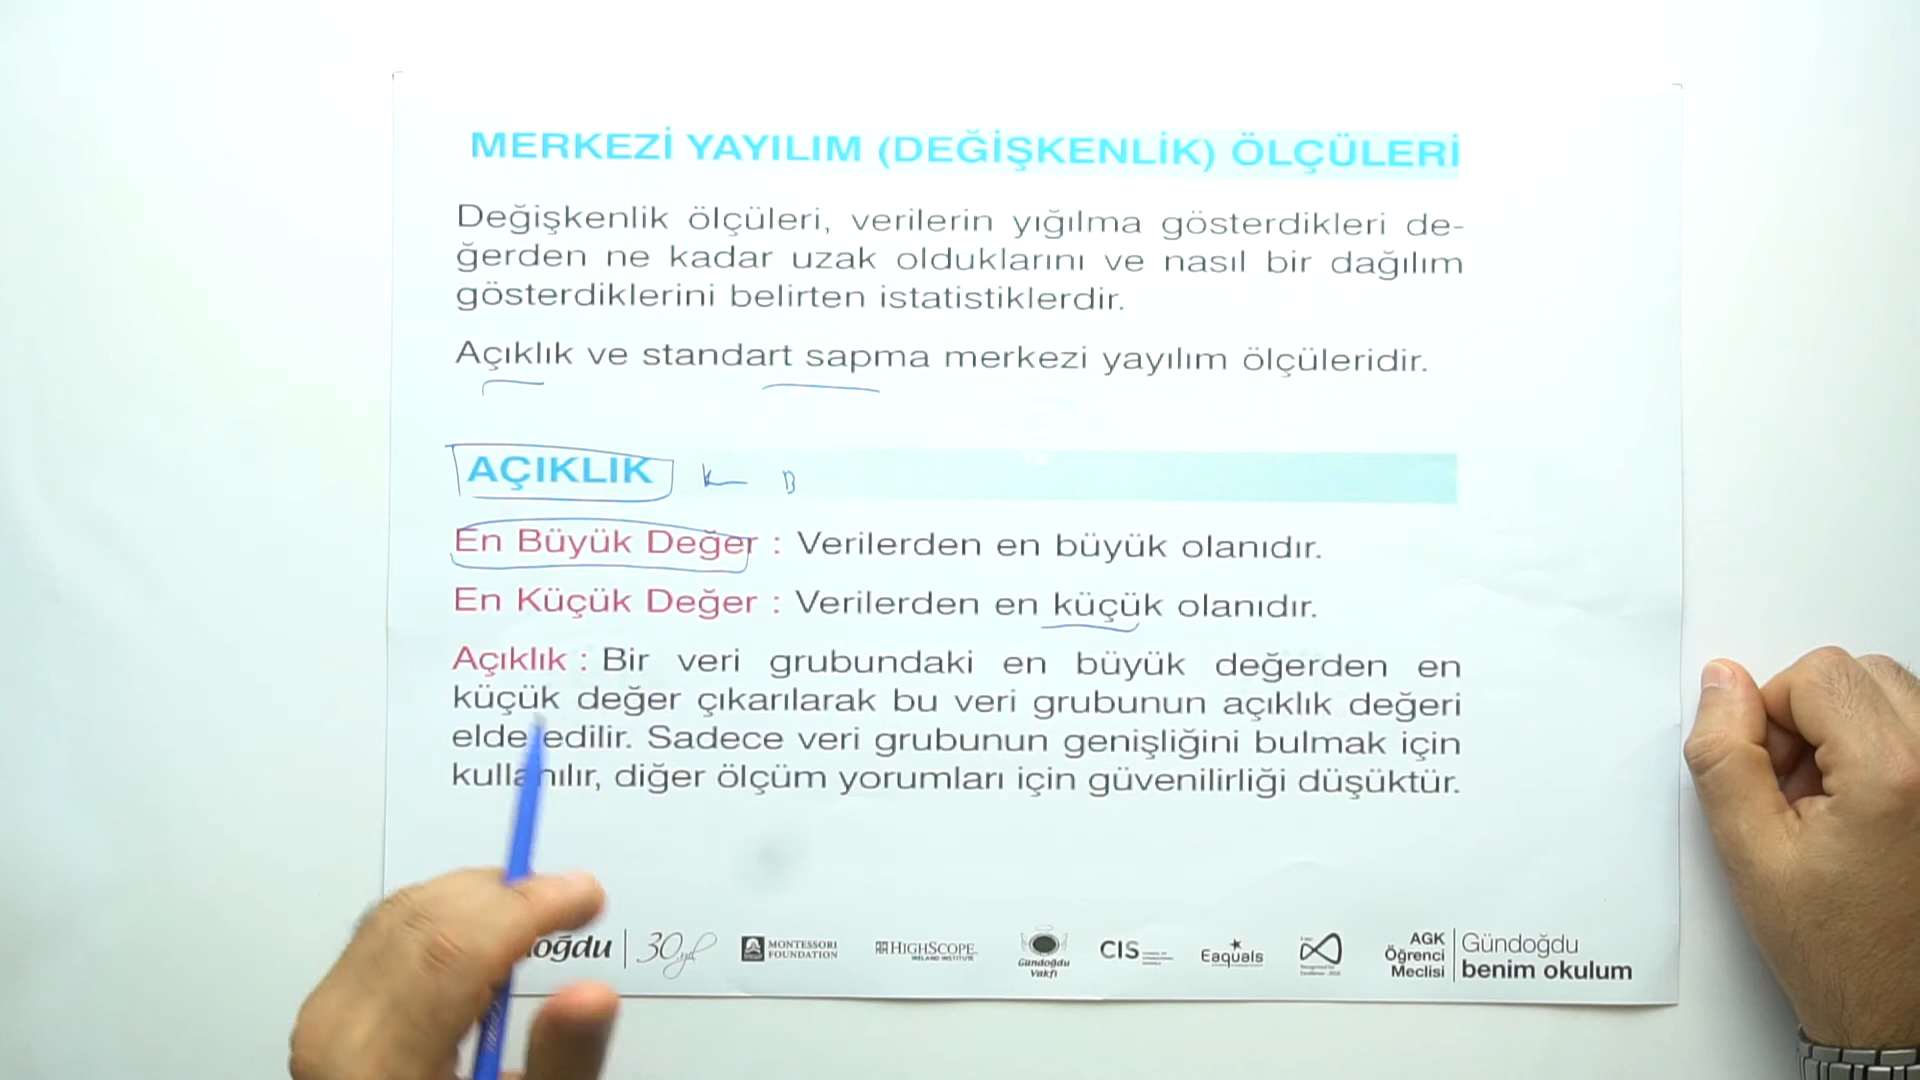 MERKEZİ YAYILIM (DEĞİŞKENLİK) ÖLÇÜLERİ
Değişkenlik ölçüleri, verilerin yığılma gösterdikleri de-
ğerden ne kadar uzak olduklarını ve nasıl bir dağılım
gösterdiklerini belirten istatistiklerdir.
Açıklık ve standart sapma merkezi yayılım ölçüleridir.
AÇIKLIK K B
En Büyük Değer : Verilerden en büyük olanıdır.
En Küçük Değer : Verilerden en küçük olanıdır.
Açıklık : Bir veri grubundaki en büyük değerden en
küçük değer çıkarılarak bu veri grubunun açıklık değeri
elde edilir. Sadece veri grubunun genişliğini bulmak için
kullanılır, diğer ölçüm yorumları için güvenilirliği düşüktür.
oğdu 30.yıl MONTESSORI FOUNDATION HIGHSCOPE Gündoğdu Vakfı CIS Eaquals AGK Öğrenci Meclisi Gündoğdu benim okulum